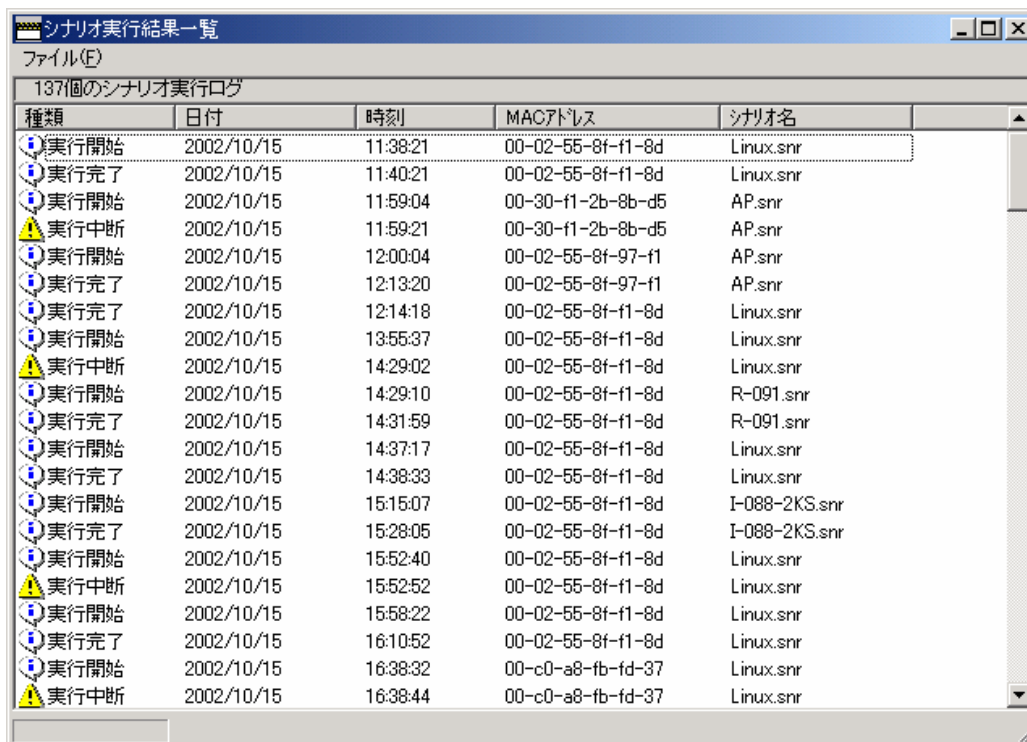 シナリオ実行結果一覧
ファイル(F)
137個のシナリオ実行ログ
種類 日付 時刻 MACアドレス シナリオ名
実行開始 2002/10/15 11:38:21 00-02-55-8f-f1-8d Linux.snr
実行完了 2002/10/15 11:40:21 00-02-55-8f-f1-8d Linux.snr
実行開始 2002/10/15 11:59:04 00-30-f1-2b-8b-d5 AP.snr
実行中断 2002/10/15 11:59:21 00-30-f1-2b-8b-d5 AP.snr
実行開始 2002/10/15 12:00:04 00-02-55-8f-97-f1 AP.snr
実行完了 2002/10/15 12:13:20 00-02-55-8f-97-f1 AP.snr
実行完了 2002/10/15 12:14:18 00-02-55-8f-f1-8d Linux.snr
実行開始 2002/10/15 13:55:37 00-02-55-8f-f1-8d Linux.snr
実行中断 2002/10/15 14:29:02 00-02-55-8f-f1-8d Linux.snr
実行開始 2002/10/15 14:29:10 00-02-55-8f-f1-8d R-091.snr
実行完了 2002/10/15 14:31:59 00-02-55-8f-f1-8d R-091.snr
実行開始 2002/10/15 14:37:17 00-02-55-8f-f1-8d Linux.snr
実行完了 2002/10/15 14:38:33 00-02-55-8f-f1-8d Linux.snr
実行開始 2002/10/15 15:15:07 00-02-55-8f-f1-8d I-088-2KS.snr
実行完了 2002/10/15 15:28:05 00-02-55-8f-f1-8d I-088-2KS.snr
実行開始 2002/10/15 15:52:40 00-02-55-8f-f1-8d Linux.snr
実行中断 2002/10/15 15:52:52 00-02-55-8f-f1-8d Linux.snr
実行開始 2002/10/15 15:58:22 00-02-55-8f-f1-8d Linux.snr
実行完了 2002/10/15 16:10:52 00-02-55-8f-f1-8d Linux.snr
実行開始 2002/10/15 16:38:32 00-c0-a8-fb-fd-37 Linux.snr
実行中断 2002/10/15 16:38:44 00-c0-a8-fb-fd-37 Linux.snr